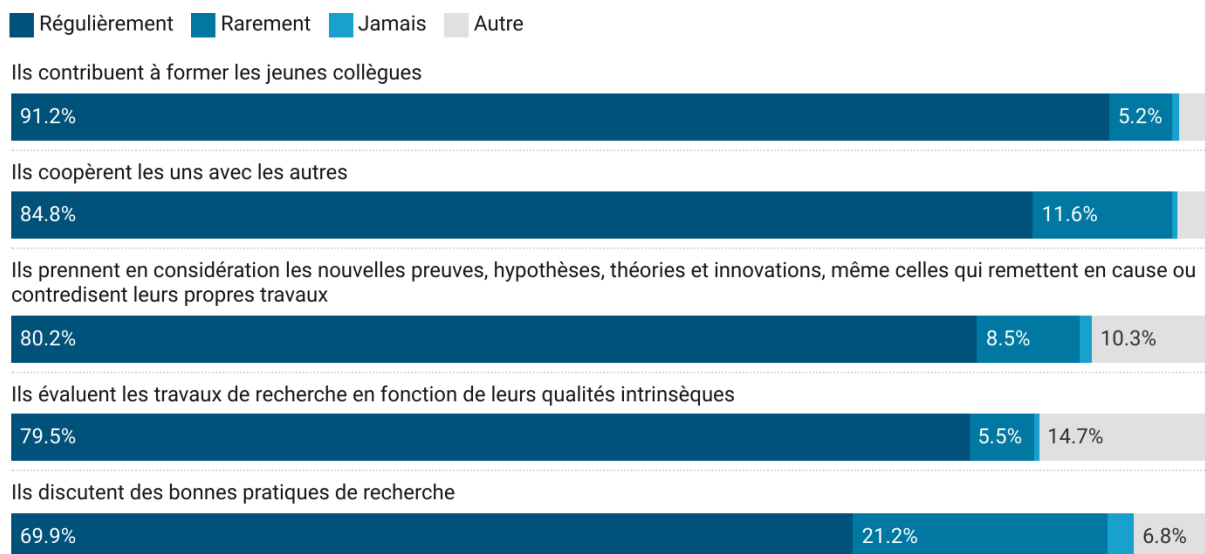 Régulièrement Rarement Jamais Autre
Ils contribuent à former les jeunes collègues
91.2% 5.2%
Ils coopèrent les uns avec les autres
84.8% 11.6%
Ils prennent en considération les nouvelles preuves, hypothèses, théories et innovations, même celles qui remettent en cause ou
contredisent leurs propres travaux
80.2% 8.5% 10.3%
Ils évaluent les travaux de recherche en fonction de leurs qualités intrinsèques
79.5% 5.5% 14.7%
Ils discutent des bonnes pratiques de recherche
69.9% 21.2% 6.8%